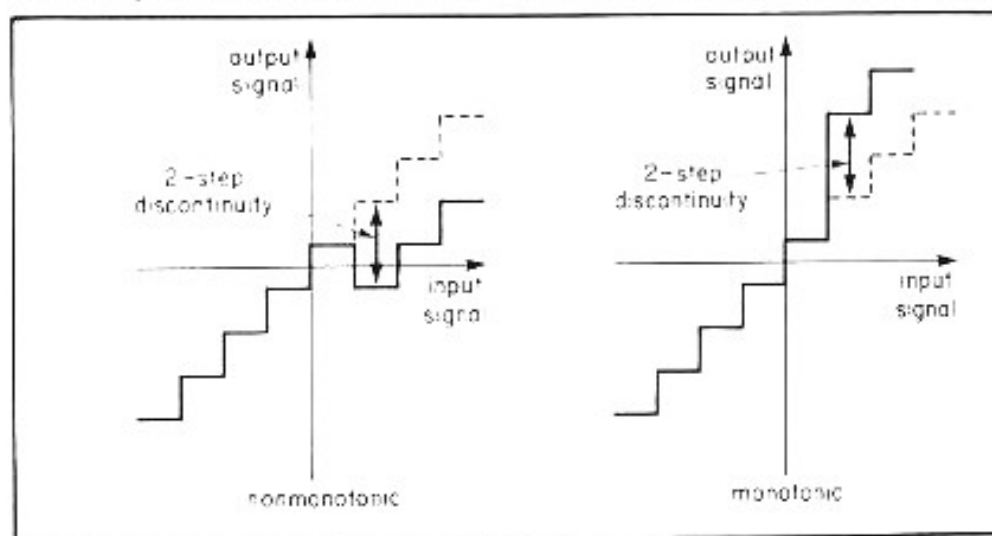 output
signal
2-step
discontinuity
input
signal
nonmonotonic
output
signal
2-step
discontinuity
input
signal
monotonic